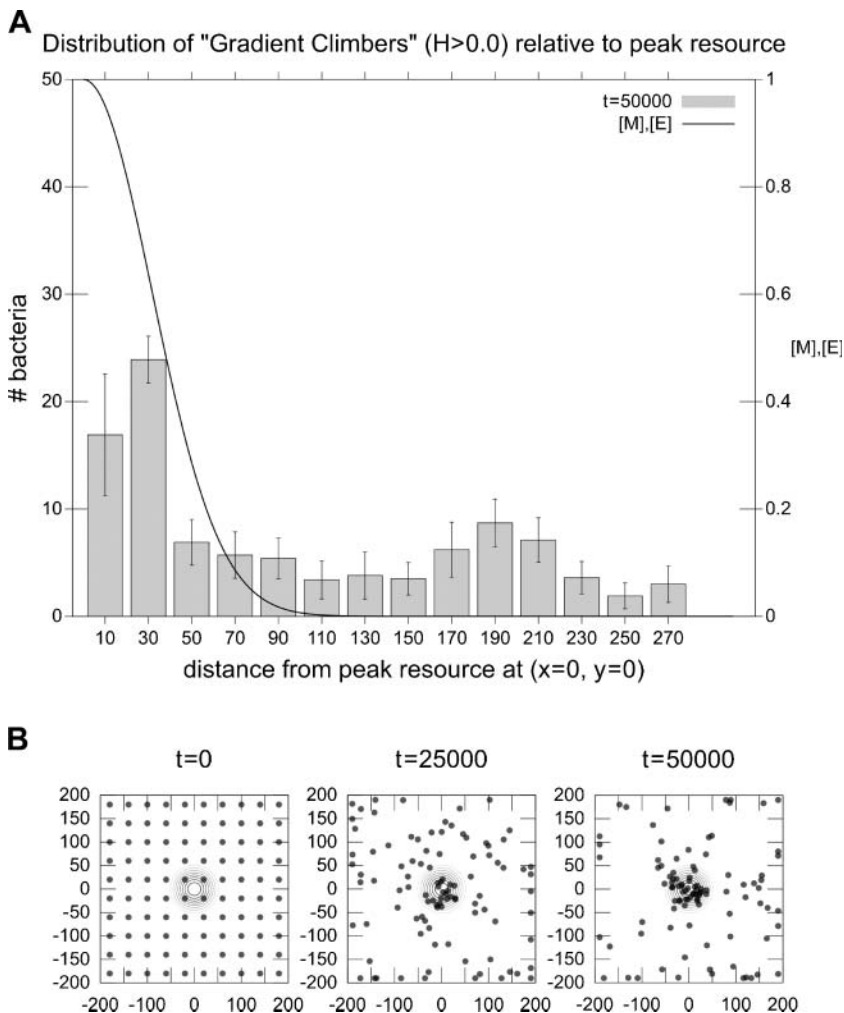 A
Distribution of "Gradient Climbers" (H>0.0) relative to peak resource
50
40
30
20
10
0
# bacteria
1
0.8
0.6
0.4
0.2
0
[M],[E]
t=50000
[M],[E]
10 30 50 70 90 110 130 150 170 190 210 230 250 270
distance from peak resource at (x=0, y=0)
B
t=0 t=25000 t=50000
200 200 200
150 150 150
100 100 100
50 50 50
0 0 0
-50 -50 -50
-100 -100 -100
-150 -150 -150
-200 -200 -200
-200 -100 0 100 200 -200 -100 0 100 200 -200 -100 0 100 200